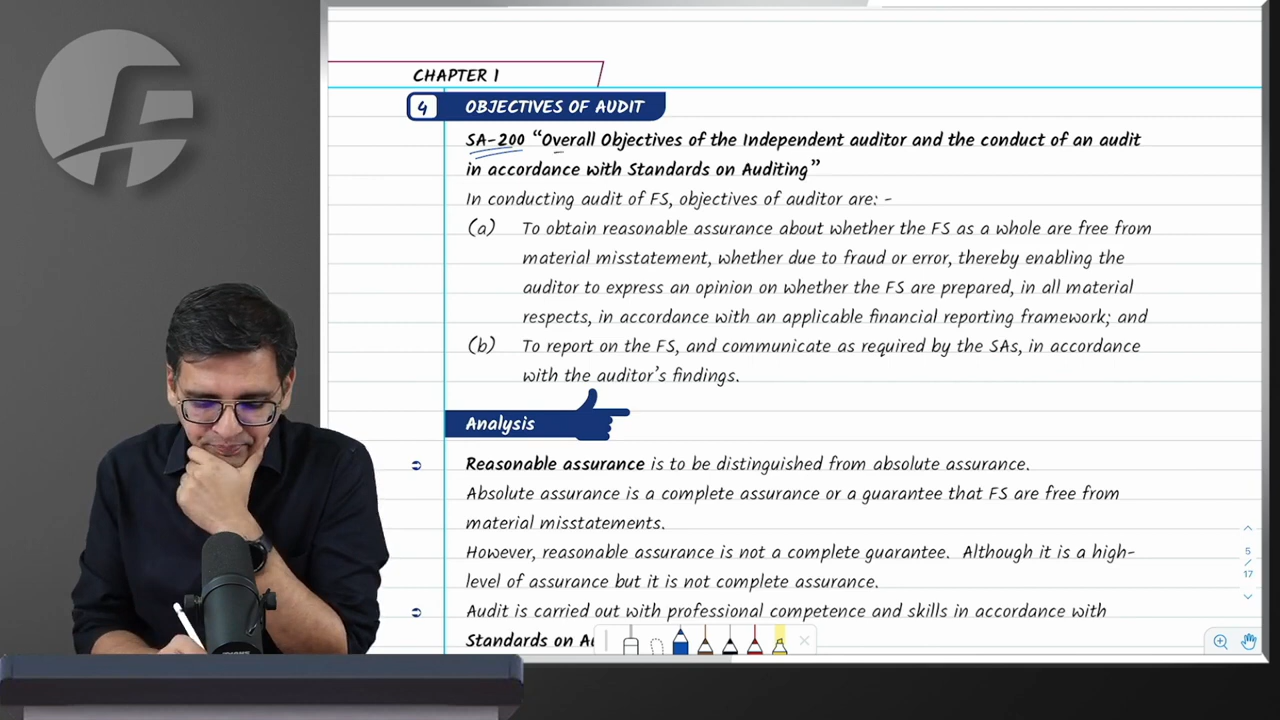 CHAPTER 1
4 OBJECTIVES OF AUDIT
SA-200 “Overall Objectives of the Independent auditor and the conduct of an audit
in accordance with Standards on Auditing”
In conducting audit of FS, objectives of auditor are: -
(a) To obtain reasonable assurance about whether the FS as a whole are free from
material misstatement, whether due to fraud or error, thereby enabling the
auditor to express an opinion on whether the FS are prepared, in all material
respects, in accordance with an applicable financial reporting framework; and
(b) To report on the FS, and communicate as required by the SAs, in accordance
with the auditor’s findings.
Analysis
Reasonable assurance is to be distinguished from absolute assurance.
Absolute assurance is a complete assurance or a guarantee that FS are free from
material misstatements.
However, reasonable assurance is not a complete guarantee. Although it is a high-
level of assurance but it is not complete assurance.
Audit is carried out with professional competence and skills in accordance with
Standards on
5
/
17